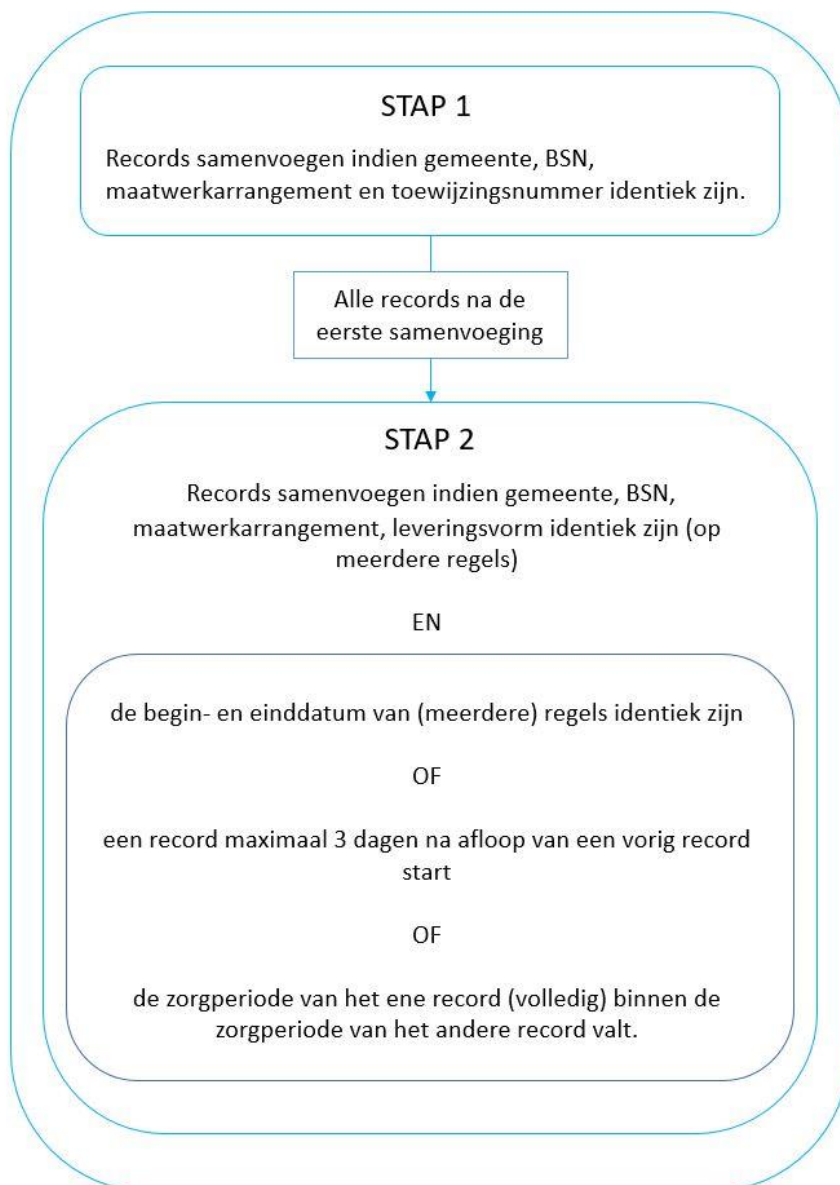 STAP 1
Records samenvoegen indien gemeente, BSN,
maatwerkarrangement en toewijzingsnummer identiek zijn.
Alle records na de
eerste samenvoeging
STAP 2
Records samenvoegen indien gemeente, BSN,
maatwerkarrangement, leveringsvorm identiek zijn (op
meerdere regels)
EN
de begin- en einddatum van (meerdere) regels identiek zijn
OF
een record maximaal 3 dagen na afloop van een vorig record
start
OF
de zorgperiode van het ene record (volledig) binnen de
zorgperiode van het andere record valt.